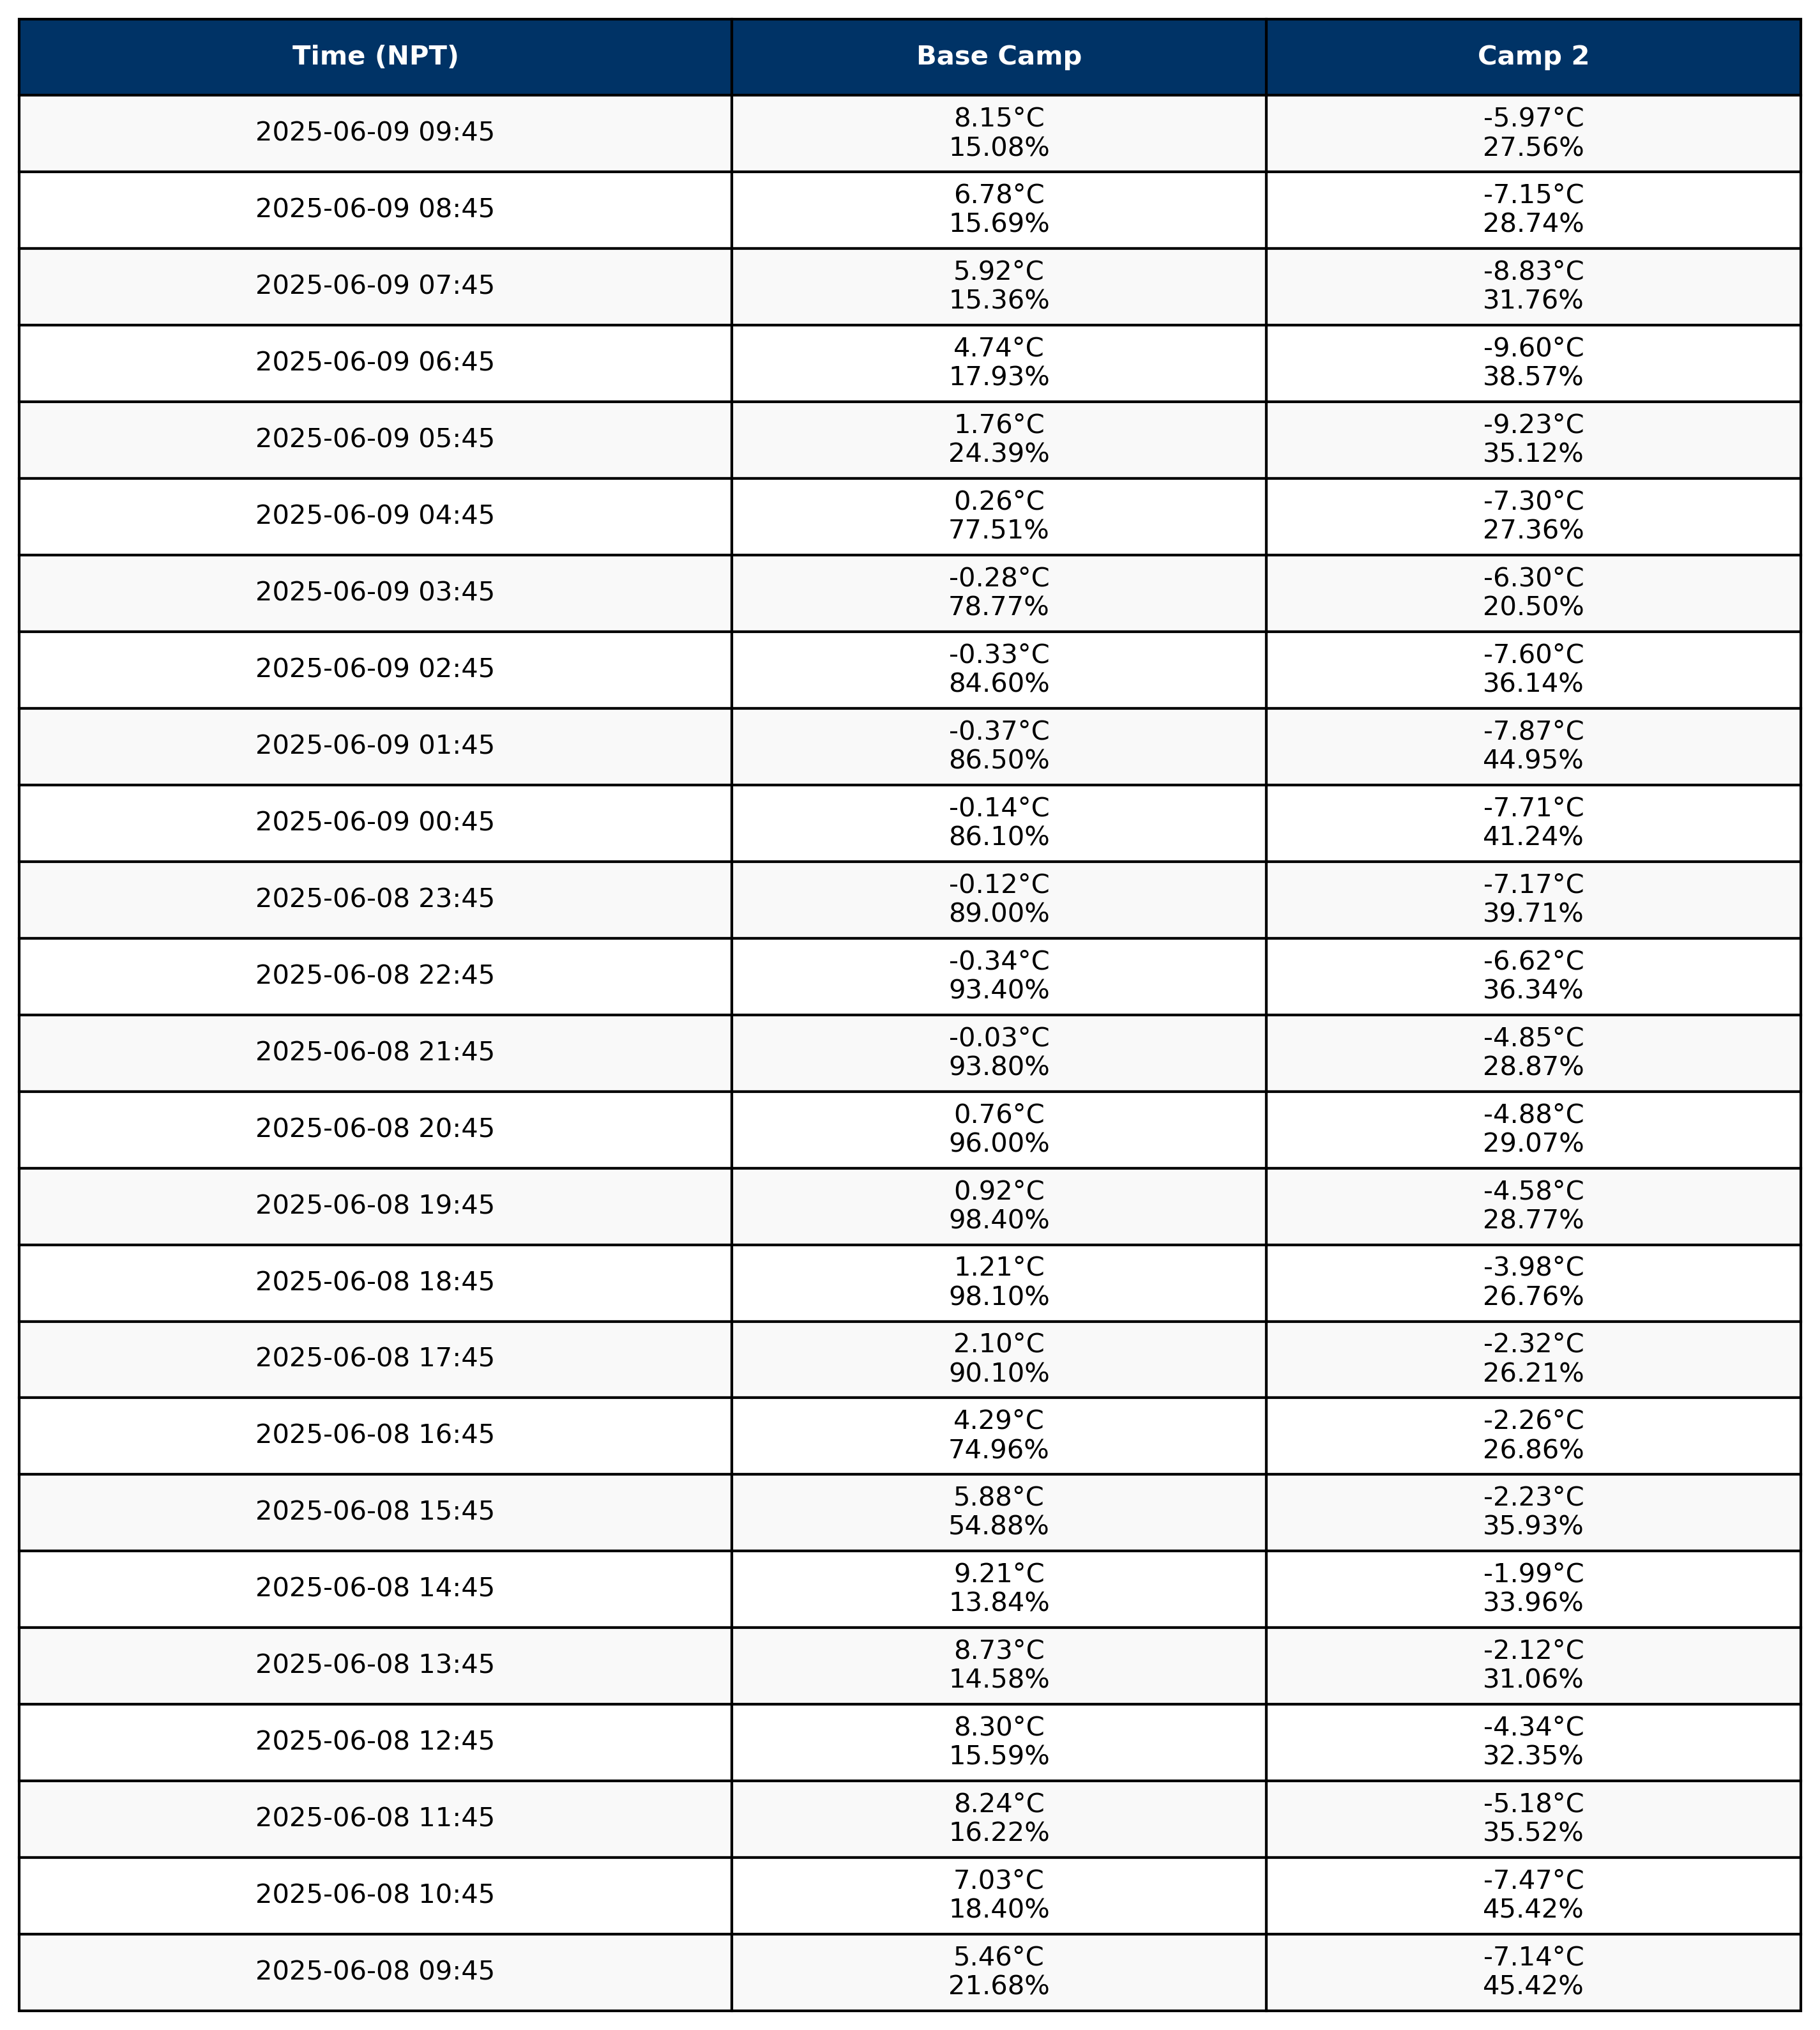 Time (NPT) Base Camp Camp 2
2025-06-09 09:45 8.15°C -5.97°C
15.08% 27.56%
2025-06-09 08:45 6.78°C -7.15°C
15.69% 28.74%
2025-06-09 07:45 5.92°C -8.83°C
15.36% 31.76%
2025-06-09 06:45 4.74°C -9.60°C
17.93% 38.57%
2025-06-09 05:45 1.76°C -9.23°C
24.39% 35.12%
2025-06-09 04:45 0.26°C -7.30°C
77.51% 27.36%
2025-06-09 03:45 -0.28°C -6.30°C
78.77% 20.50%
2025-06-09 02:45 -0.33°C -7.60°C
84.60% 36.14%
2025-06-09 01:45 -0.37°C -7.87°C
86.50% 44.95%
2025-06-09 00:45 -0.14°C -7.71°C
86.10% 41.24%
2025-06-08 23:45 -0.12°C -7.17°C
89.00% 39.71%
2025-06-08 22:45 -0.34°C -6.62°C
93.40% 36.34%
2025-06-08 21:45 -0.03°C -4.85°C
93.80% 28.87%
2025-06-08 20:45 0.76°C -4.88°C
96.00% 29.07%
2025-06-08 19:45 0.92°C -4.58°C
98.40% 28.77%
2025-06-08 18:45 1.21°C -3.98°C
98.10% 26.76%
2025-06-08 17:45 2.10°C -2.32°C
90.10% 26.21%
2025-06-08 16:45 4.29°C -2.26°C
74.96% 26.86%
2025-06-08 15:45 5.88°C -2.23°C
54.88% 35.93%
2025-06-08 14:45 9.21°C -1.99°C
13.84% 33.96%
2025-06-08 13:45 8.73°C -2.12°C
14.58% 31.06%
2025-06-08 12:45 8.30°C -4.34°C
15.59% 32.35%
2025-06-08 11:45 8.24°C -5.18°C
16.22% 35.52%
2025-06-08 10:45 7.03°C -7.47°C
18.40% 45.42%
2025-06-08 09:45 5.46°C -7.14°C
21.68% 45.42%